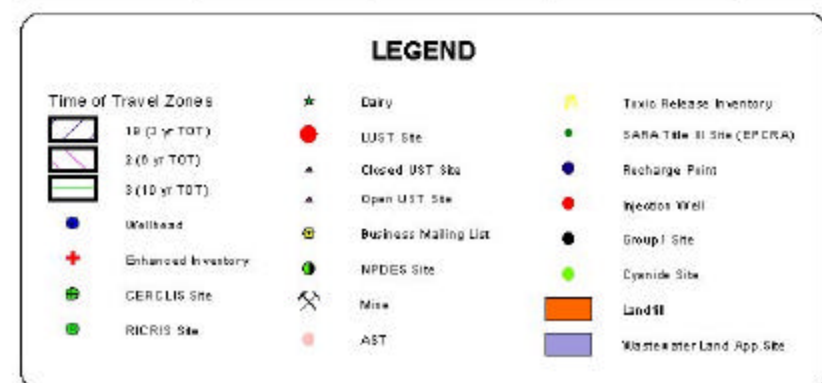 LEGEND
Time of Travel Zones
1B (3 yr TOT)
2 (6 yr TOT)
3 (10 yr TOT)
Wellhead
Enhanced Inventory
CERCLIS Site
RICRIS Site
Dairy
LUST Site
Closed UST Site
Open UST Site
Business Mailing List
NPDES Site
Mine
AST
Toxic Release Inventory
SARA Title III Site (EPCRA)
Recharge Point
Injection Well
Group1 Site
Cyanide Site
Landfill
Wastewater Land App. Site